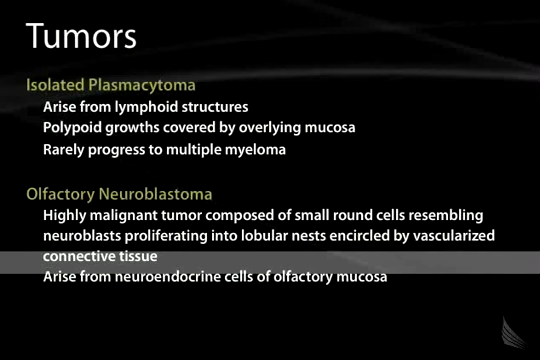 Tumors
Isolated Plasmacytoma
Arise from lymphoid structures
Polypoid growths covered by overlying mucosa
Rarely progress to multiple myeloma
Olfactory Neuroblastoma
Highly malignant tumor composed of small round cells resembling
neuroblasts proliferating into lobular nests encircled by vascularized
connective tissue
Arise from neuroendocrine cells of olfactory mucosa